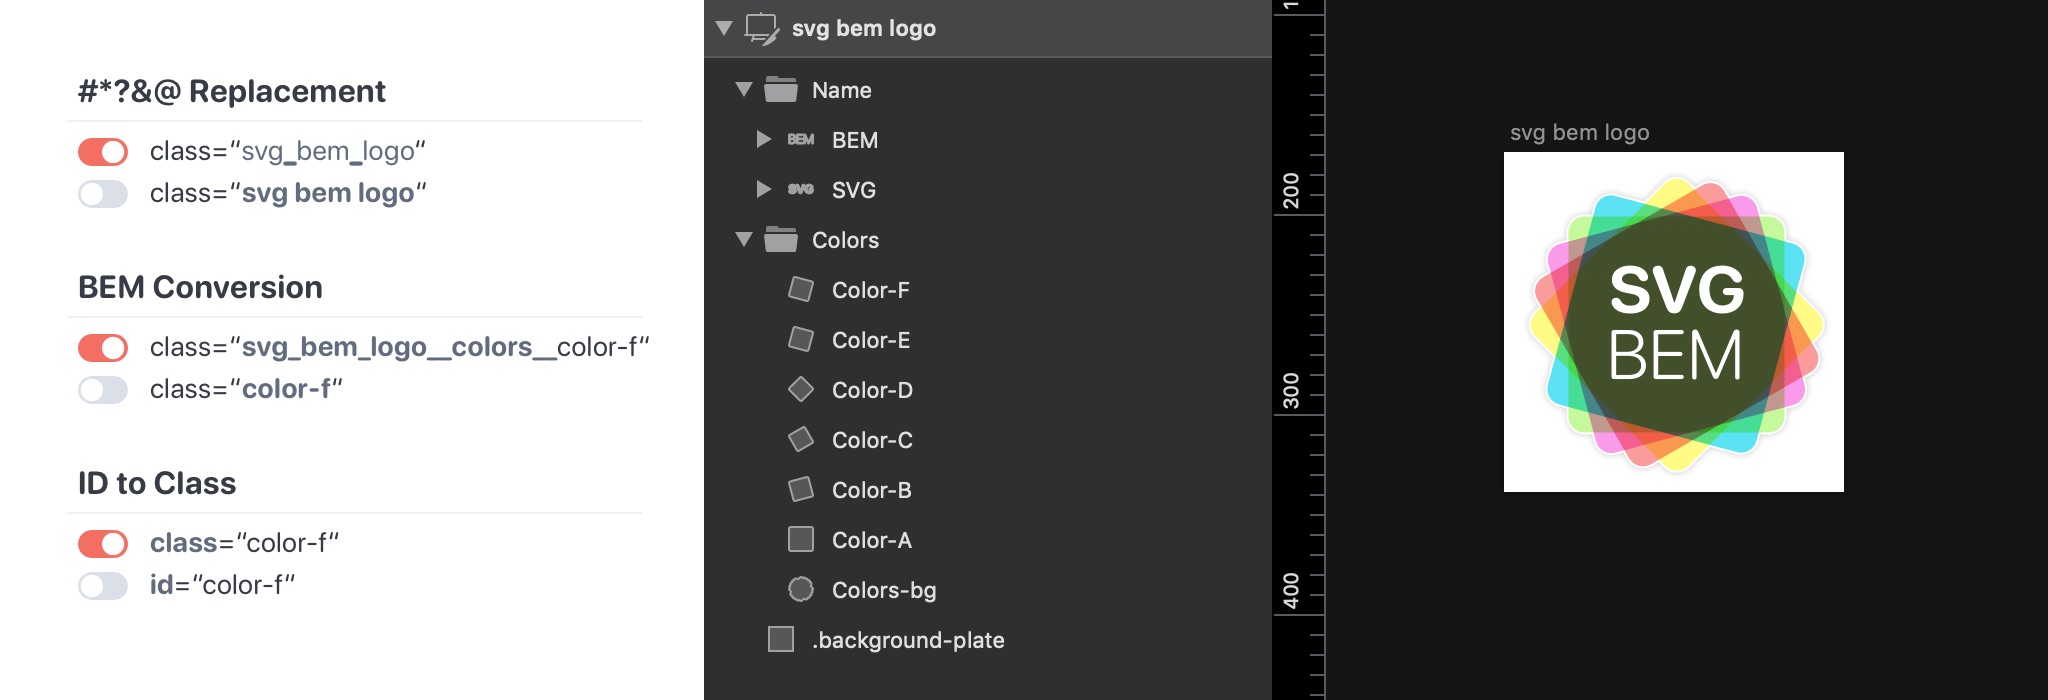 #*?&@ Replacement
class="svg_bem_logo"
class="svg bem logo"
BEM Conversion
class="svg_bem_logo__colors__color-f"
class="color-f"
ID to Class
class="color-f"
id="color-f"
svg bem logo
Name
BEM BEM
SVG SVG
Colors
Color-F
Color-E
Color-D
Color-C
Color-B
Color-A
Colors-bg
.background-plate
200
300
400
svg bem logo
SVG
BEM